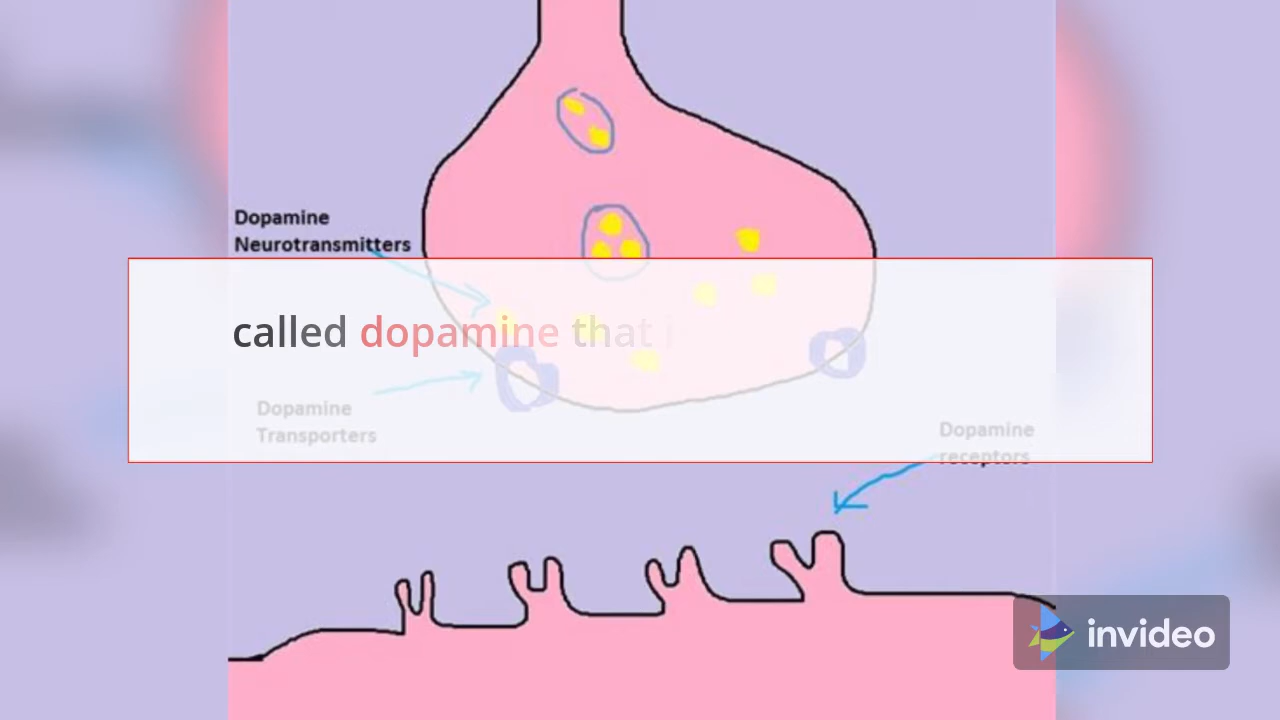 Dopamine
Neurotransmitters
called dopamine that i
Dopamine
Transporters
Dopamine
receptors
invideo